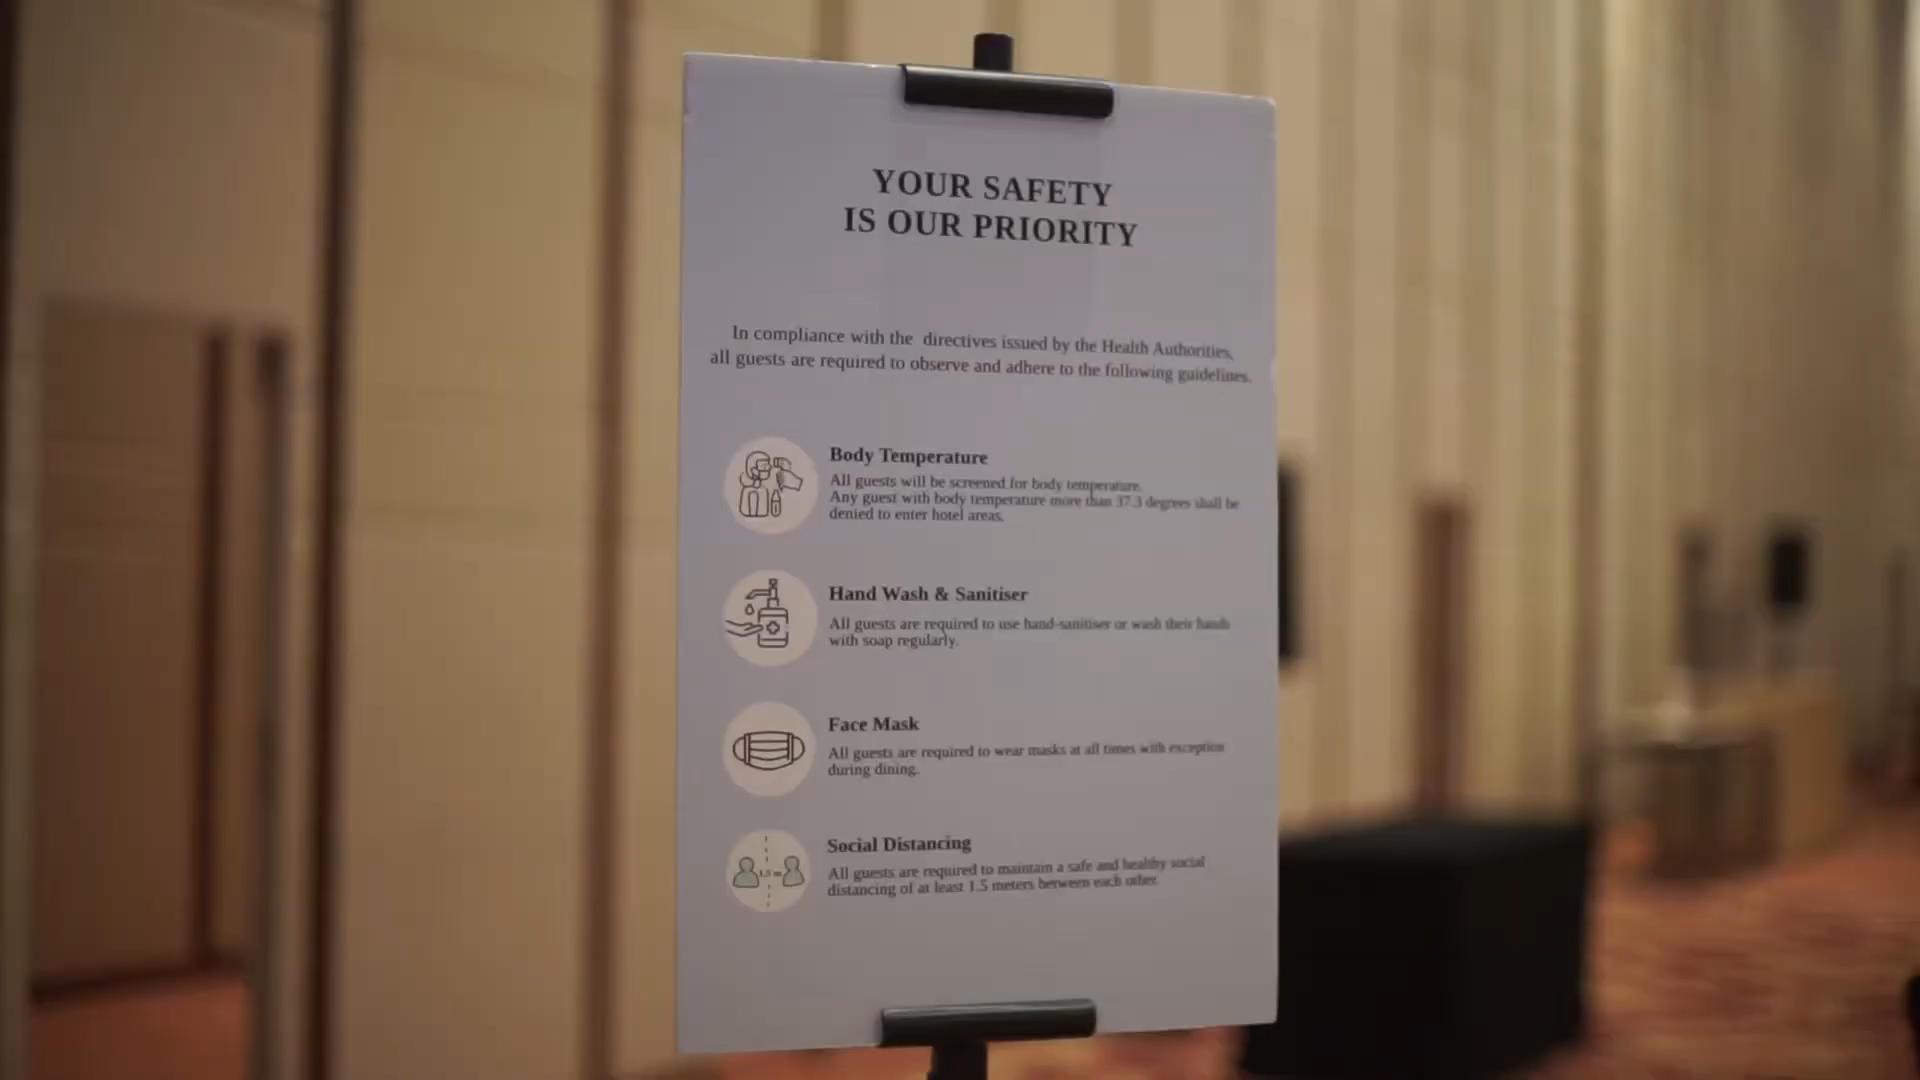 YOUR SAFETY
IS OUR PRIORITY
In compliance with the directives issued by the Health Authorities,
all guests are required to observe and adhere to the following guidelines.
Body Temperature
All guests will be screened for body temperature.
Any guest with body temperature more than 37.3 degrees shall be
denied to enter hotel areas.
Hand Wash & Sanitiser
All guests are required to use hand-sanitiser or wash their hands
with soap regularly.
Face Mask
All guests are required to wear masks at all times with exception
during dining.
Social Distancing
1.5 m
All guests are required to maintain a safe and healthy social
distancing of at least 1.5 meters between each other.